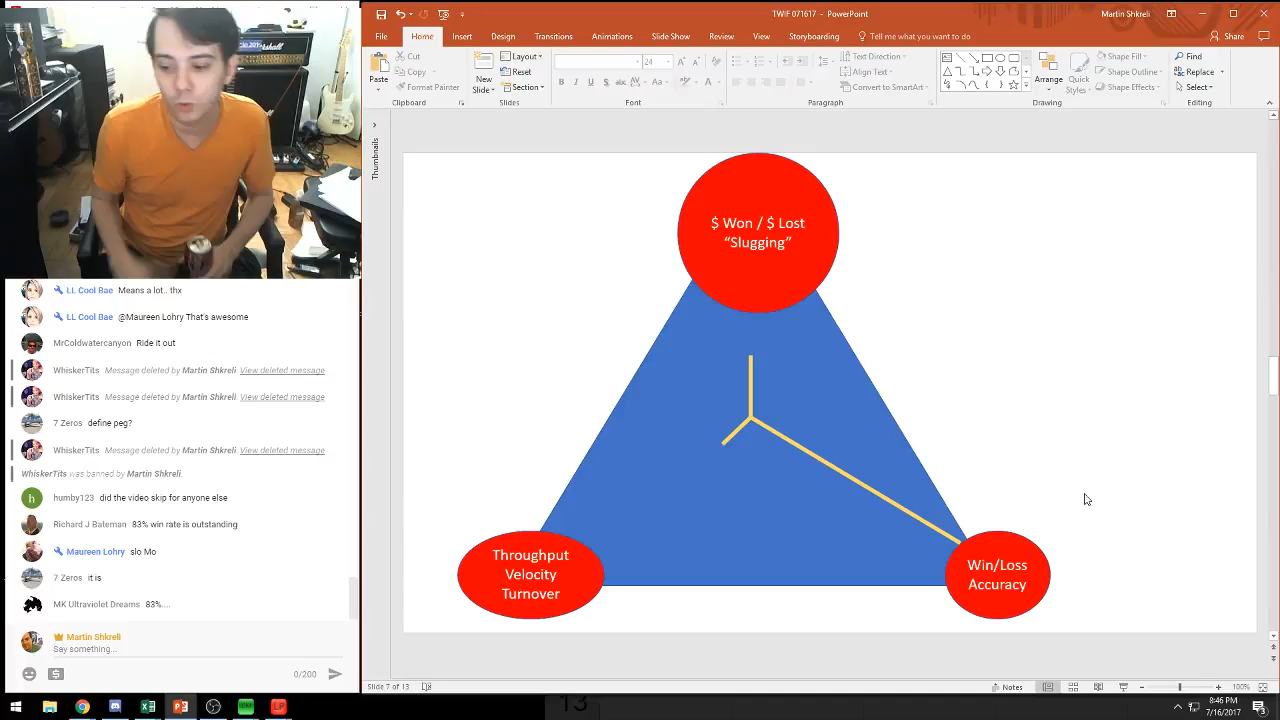 TWIF 071617 - PowerPoint
Martin Shkreli
File
Home
Insert
Design
Transitions
Animations
Slide Show
Review
View
Storyboarding
Tell me what you want to do
Share
Paste
Cut
Copy
Format Painter
Clipboard
New
Slide
Layout
Reset
Section
Slides
24
Font
Text Direction
Align Text
Convert to SmartArt
Paragraph
Arrange
Quick
Styles
Shape Fill
Shape Outline
Shape Effects
Drawing
Find
Replace
Select
Editing
Marshall
Thumbnails
$ Won / $ Lost
“Slugging”
Throughput
Velocity
Turnover
Win/Loss
Accuracy
LL Cool Bae Means a lot.. thx
LL Cool Bae @Maureen Lohry That's awesome
MrColdwatercanyon Ride it out
WhiskerTits Message deleted by Martin Shkreli. View deleted message
WhiskerTits Message deleted by Martin Shkreli. View deleted message
7 Zeros define peg?
WhiskerTits Message deleted by Martin Shkreli. View deleted message
WhiskerTits was banned by Martin Shkreli.
humby123 did the video skip for anyone else
Richard J Bateman 83% win rate is outstanding
Maureen Lohry slo Mo
7 Zeros it is
MK Ultraviolet Dreams 83%....
Martin Shkreli
Say something...
0/200
Slide 7 of 13
Notes
100%
13
LP
8:46 PM
7/16/2017